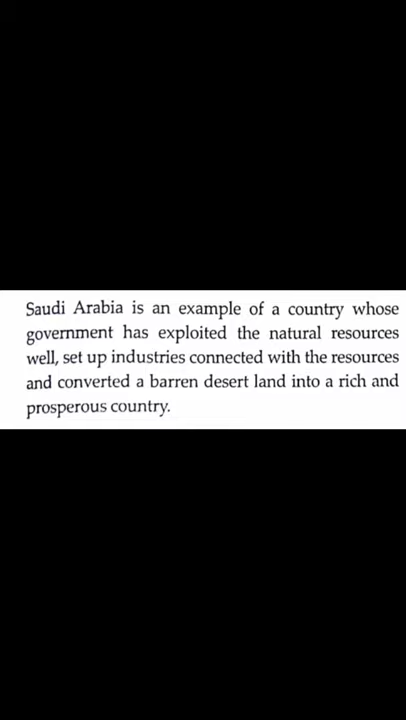 Saudi Arabia is an example of a country whose
government has exploited the natural resources
well, set up industries connected with the resources
and converted a barren desert land into a rich and
prosperous country.